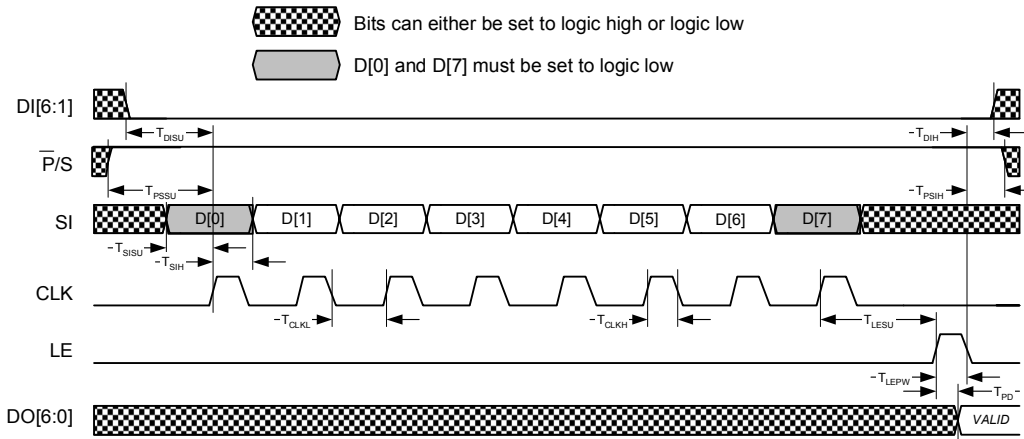 Bits can either be set to logic high or logic low
D[0] and D[7] must be set to logic low
DI[6:1]
T_DISU
T_DIH
P̅/S
T_PSSU
T_PSIH
SI
D[0] D[1] D[2] D[3] D[4] D[5] D[6] D[7]
T_SISU
T_SIH
CLK
T_CLKL
T_CLKH
T_LESU
LE
T_LEPW
T_PD
DO[6:0]
VALID